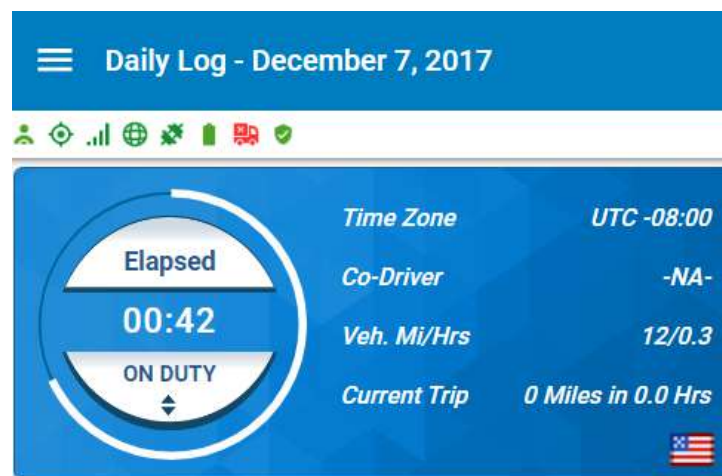 Daily Log - December 7, 2017
Elapsed
00:42
ON DUTY
Time Zone UTC -08:00
Co-Driver -NA-
Veh. Mi/Hrs 12/0.3
Current Trip 0 Miles in 0.0 Hrs